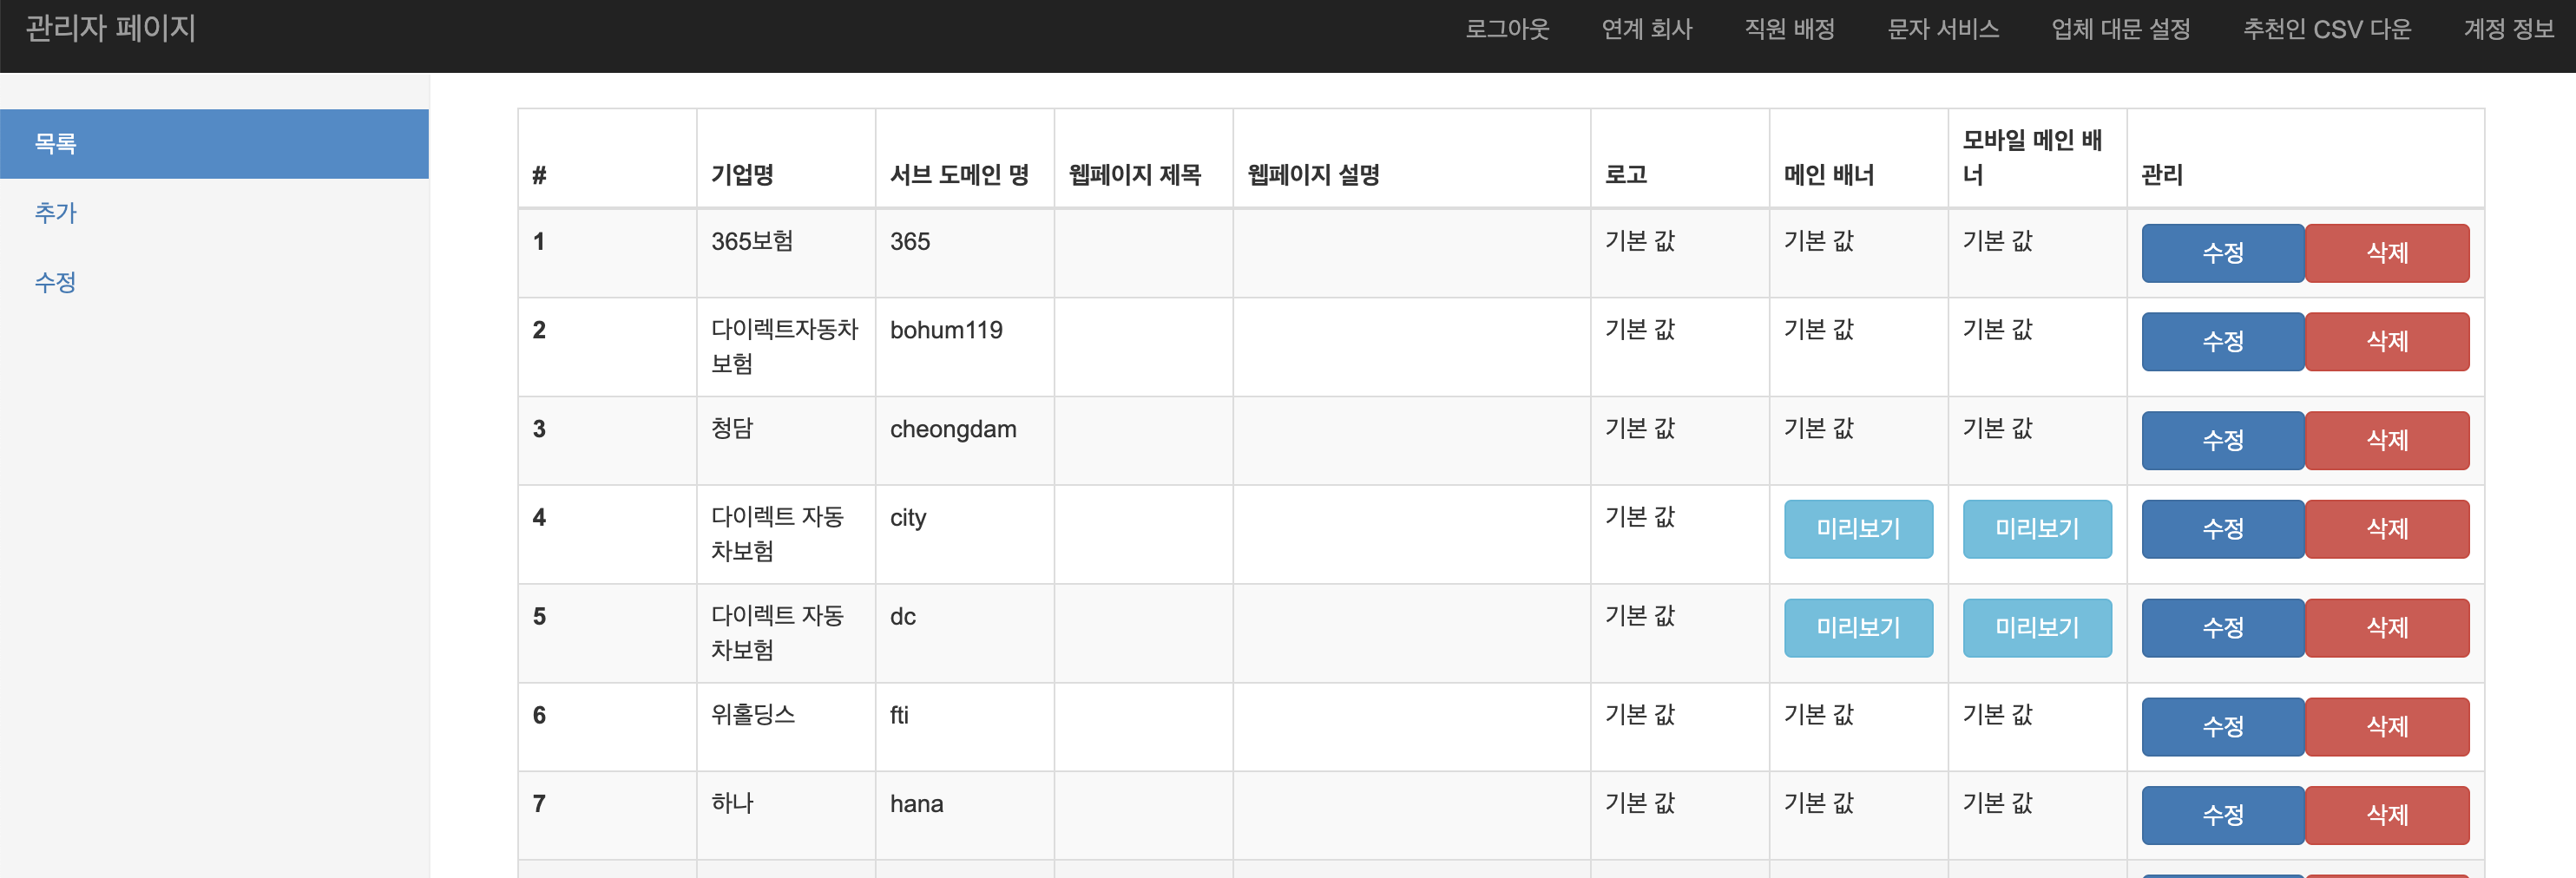 관리자 페이지 로그아웃 연계 회사 직원 배정 문자 서비스 업체 대문 설정 추천인 CSV 다운 계정 정보
목록
추가
수정
# 기업명 서브 도메인 명 웹페이지 제목 웹페이지 설명 로고 메인 배너 모바일 메인 배
너 관리
1 365보험 365 기본 값 기본 값 기본 값 수정 삭제
2 다이렉트자동차
보험 bohum119 기본 값 기본 값 기본 값 수정 삭제
3 청담 cheongdam 기본 값 기본 값 기본 값 수정 삭제
4 다이렉트 자동
차보험 city 기본 값 미리보기 미리보기 수정 삭제
5 다이렉트 자동
차보험 dc 기본 값 미리보기 미리보기 수정 삭제
6 위홀딩스 fti 기본 값 기본 값 기본 값 수정 삭제
7 하나 hana 기본 값 기본 값 기본 값 수정 삭제